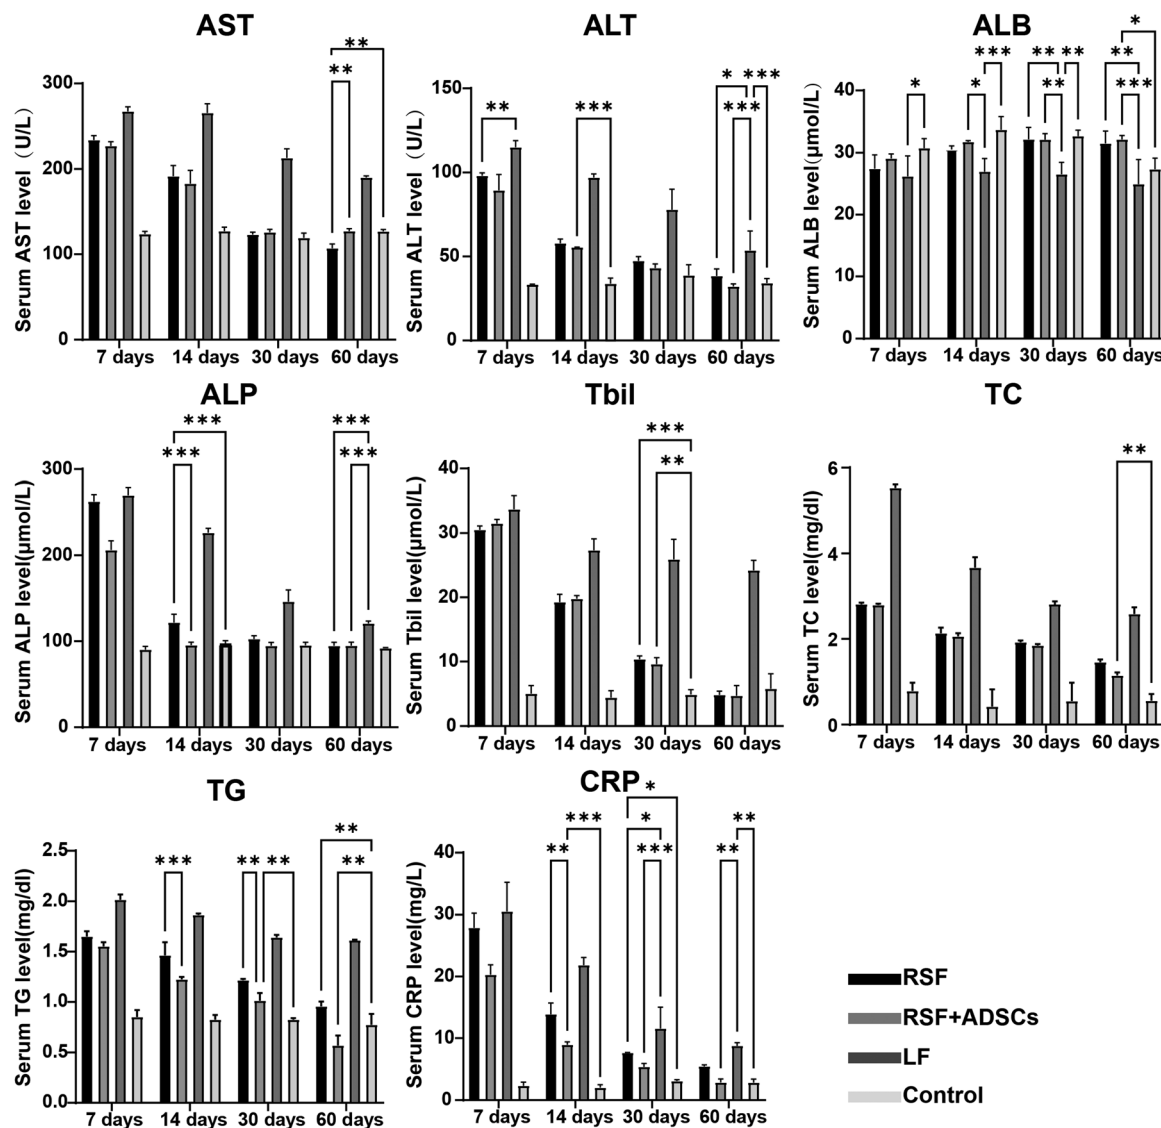 AST
Serum AST level（U/L）
300
200
100
0
** 
**
7 days 14 days 30 days 60 days
ALT
Serum ALT level（U/L）
150
100
50
0
**
***
* ***
***
7 days 14 days 30 days 60 days
ALB
Serum ALB level(μmol/L)
40
30
20
10
0
*
***
*
** **
**
*
**
***
7 days 14 days 30 days 60 days
ALP
Serum ALP level(μmol/L)
300
200
100
0
***
***
***
***
7 days 14 days 30 days 60 days
Tbil
Serum Tbil level(μmol/L)
40
30
20
10
0
***
**
7 days 14 days 30 days 60 days
TC
Serum TC level(mg/dl)
6
4
2
0
**
7 days 14 days 30 days 60 days
TG
Serum TG level(mg/dl)
2.5
2.0
1.5
1.0
0.5
0.0
***
** **
**
**
7 days 14 days 30 days 60 days
CRP
Serum CRP level(mg/L)
40
30
20
10
0
***
**
*
*
***
**
**
7 days 14 days 30 days 60 days
RSF
RSF+ADSCs
LF
Control